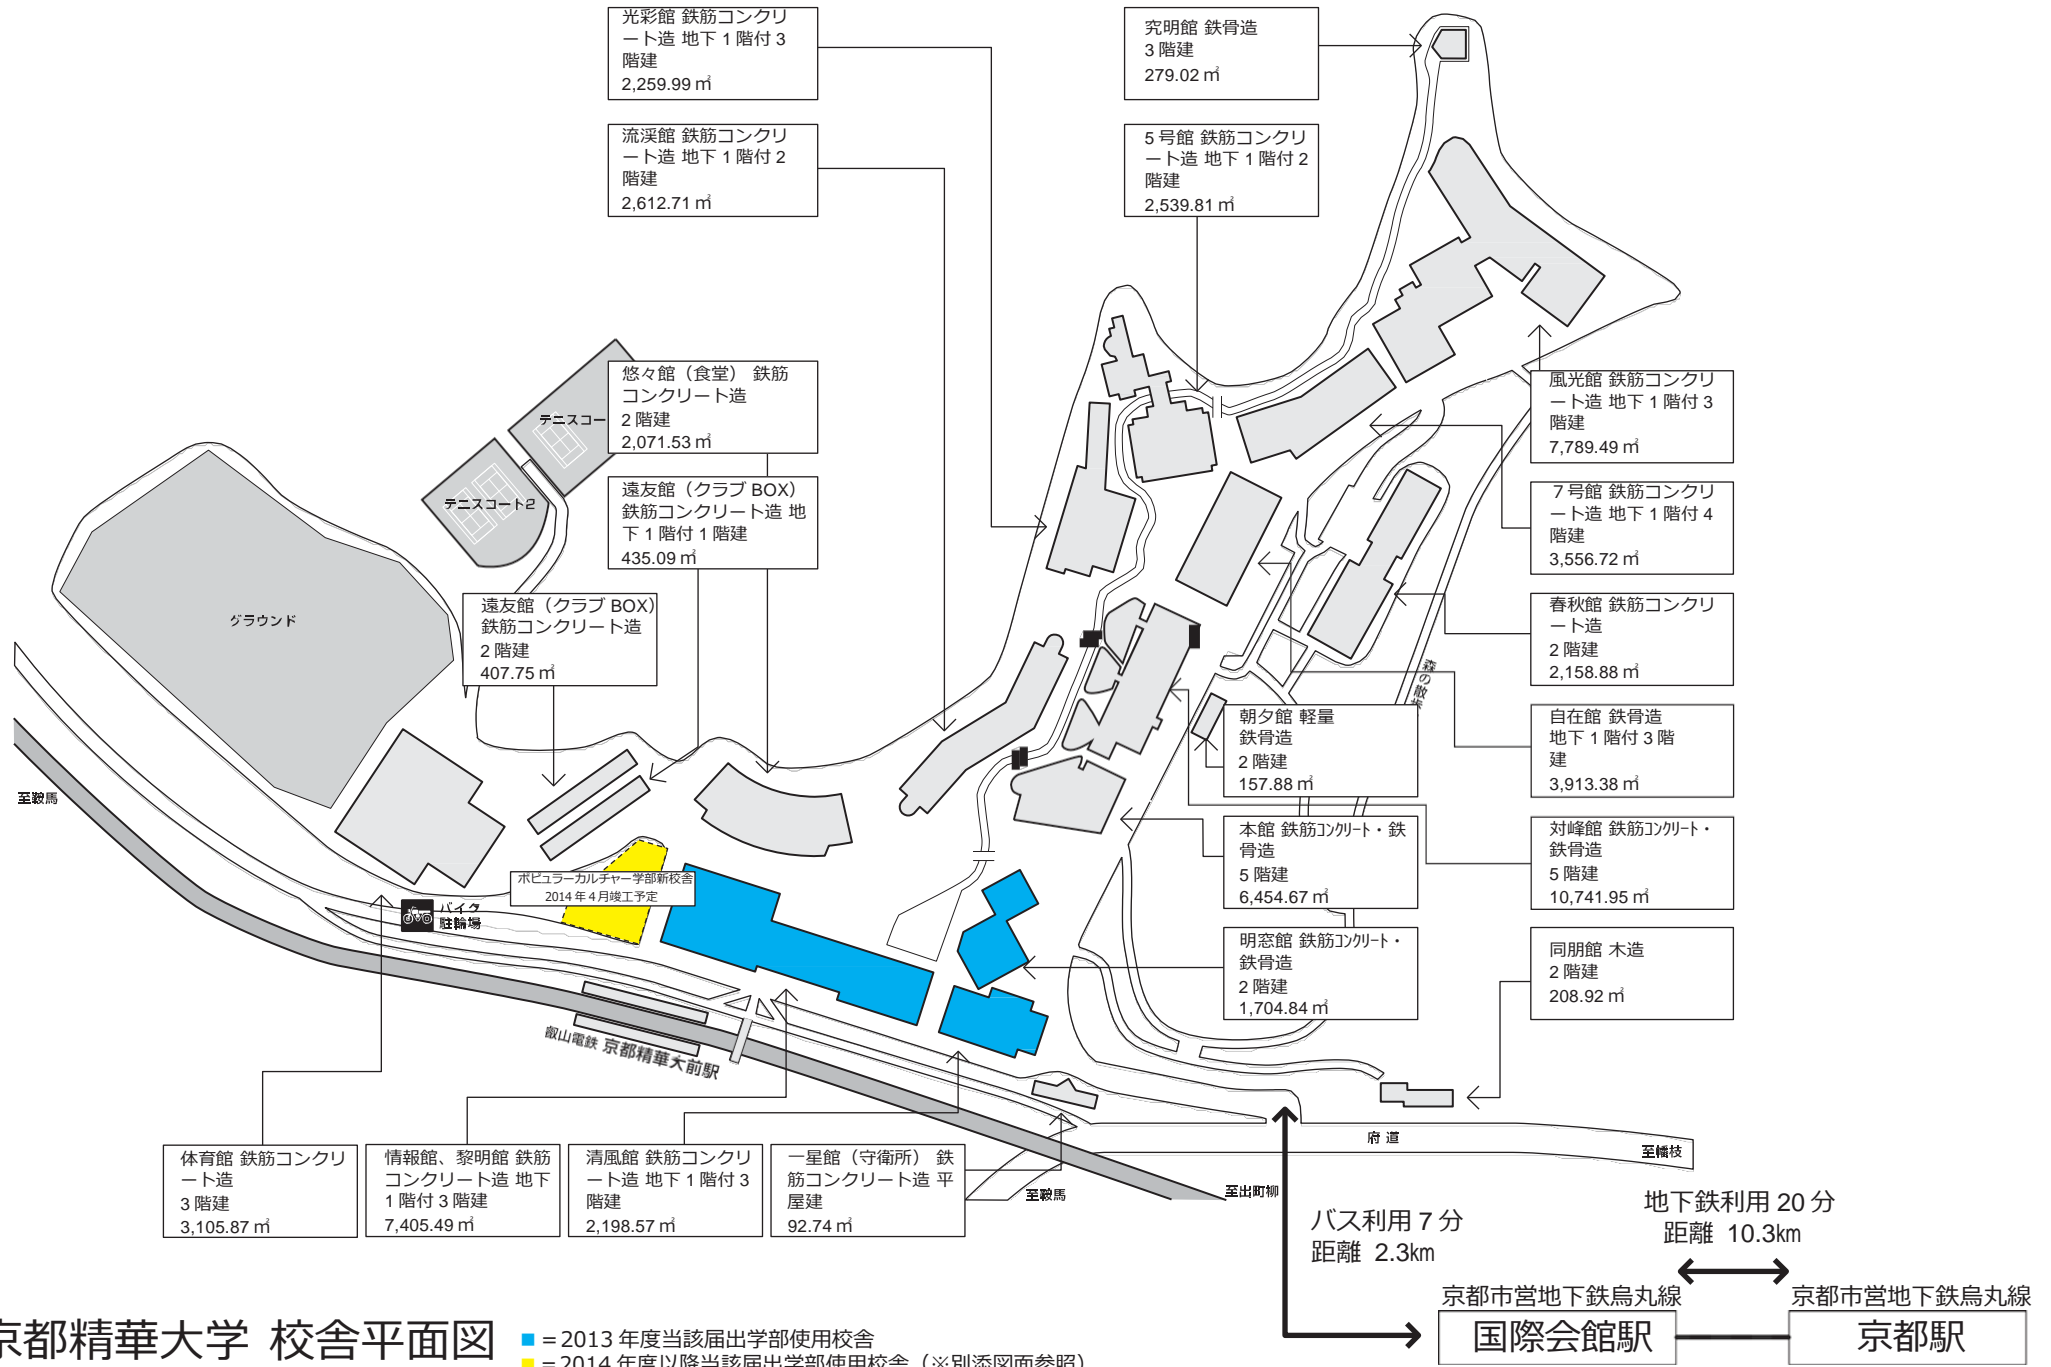 光彩館 鉄筋コンクリ
ート造 地下 1 階付 3
階建
2,259.99 ㎡
究明館 鉄骨造
3 階建
279.02 ㎡
流渓館 鉄筋コンクリ
ート造 地下 1 階付 2
階建
2,612.71 ㎡
5 号館 鉄筋コンクリ
ート造 地下 1 階付 2
階建
2,539.81 ㎡
悠々館（食堂） 鉄筋
コンクリート造
2 階建
2,071.53 ㎡
テニスコー
テニスコート2
遠友館（クラブ BOX）
鉄筋コンクリート造 地
下 1 階付 1 階建
435.09 ㎡
遠友館（クラブ BOX）
鉄筋コンクリート造
2 階建
407.75 ㎡
グラウンド
風光館 鉄筋コンクリ
ート造 地下 1 階付 3
階建
7,789.49 ㎡
７号館 鉄筋コンクリ
ート造 地下 1 階付 4
階建
3,556.72 ㎡
春秋館 鉄筋コンクリ
ート造
2 階建
2,158.88 ㎡
森の散
朝夕館 軽量
鉄骨造
2 階建
157.88 ㎡
自在館 鉄骨造
地下 1 階付 3 階
建
3,913.38 ㎡
本館 鉄筋ｺﾝｸﾘｰﾄ・鉄
骨造
5 階建
6,454.67 ㎡
対峰館 鉄筋ｺﾝｸﾘｰﾄ・
鉄骨造
5 階建
10,741.95 ㎡
明窓館 鉄筋ｺﾝｸﾘｰﾄ・
鉄骨造
2 階建
1,704.84 ㎡
同朋館 木造
2 階建
208.92 ㎡
至鞍馬
ポピュラーカルチャー学部新校舎
2014 年 4 月竣工予定
バイク
駐輪場
叡山電鉄 京都精華大前駅
体育館 鉄筋コンクリ
ート造
3 階建
3,105.87 ㎡
情報館、黎明館 鉄筋
コンクリート造 地下
1 階付 3 階建
7,405.49 ㎡
清風館 鉄筋コンクリ
ート造 地下 1 階付 3
階建
2,198.57 ㎡
一星館（守衛所） 鉄
筋コンクリート造 平
屋建
92.74 ㎡
府道
至幡枝
至鞍馬
至出町柳
バス利用 7 分
距離 2.3㎞
地下鉄利用 20 分
距離 10.3㎞
京都市営地下鉄烏丸線
国際会館駅
京都市営地下鉄烏丸線
京都駅
京都精華大学 校舎平面図
＝2013 年度当該届出学部使用校舎
＝2014 年度以降当該届出学部使用校舎（※別添図面参照）